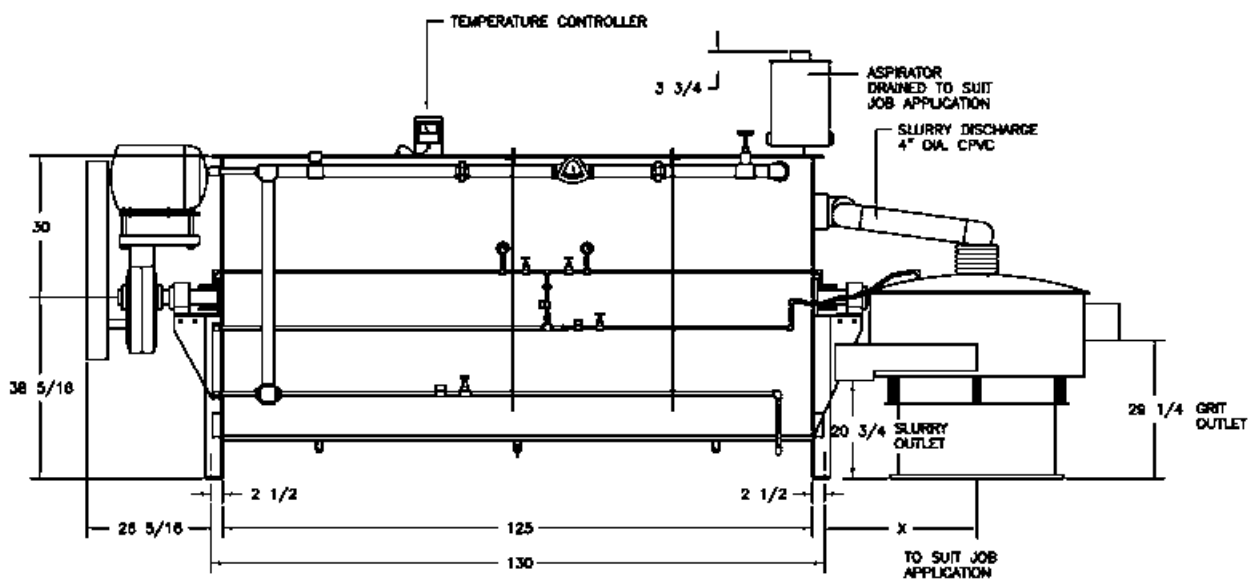 TEMPERATURE CONTROLLER
3 3/4
ASPIRATOR
DRAINED TO SUIT
JOB APPLICATION
SLURRY DISCHARGE
4" DIA. CPVC
30
38 5/16
29 1/4 GRIT
OUTLET
20 3/4 SLURRY
OUTLET
2 1/2
2 1/2
26 5/16
125
X
130
TO SUIT JOB
APPLICATION